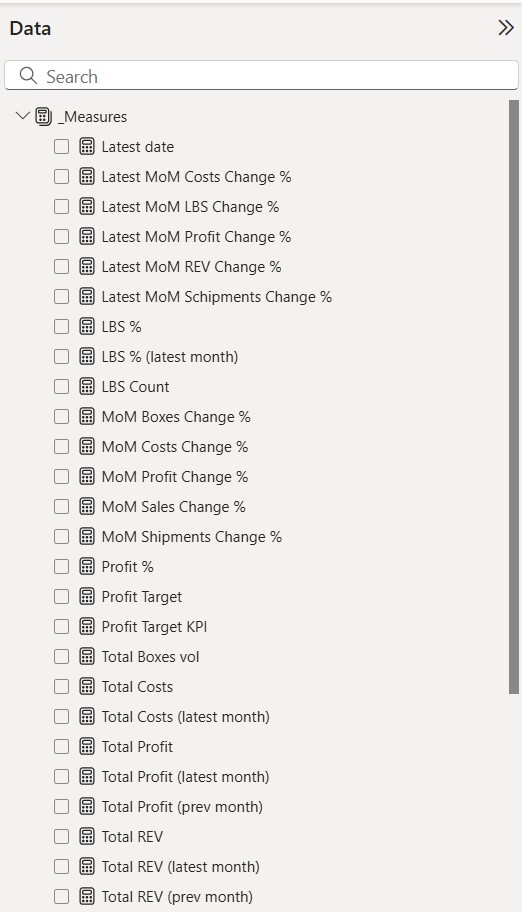 Data
Search
_Measures
Latest date
Latest MoM Costs Change %
Latest MoM LBS Change %
Latest MoM Profit Change %
Latest MoM REV Change %
Latest MoM Schipments Change %
LBS %
LBS % (latest month)
LBS Count
MoM Boxes Change %
MoM Costs Change %
MoM Profit Change %
MoM Sales Change %
MoM Shipments Change %
Profit %
Profit Target
Profit Target KPI
Total Boxes vol
Total Costs
Total Costs (latest month)
Total Profit
Total Profit (latest month)
Total Profit (prev month)
Total REV
Total REV (latest month)
Total REV (prev month)